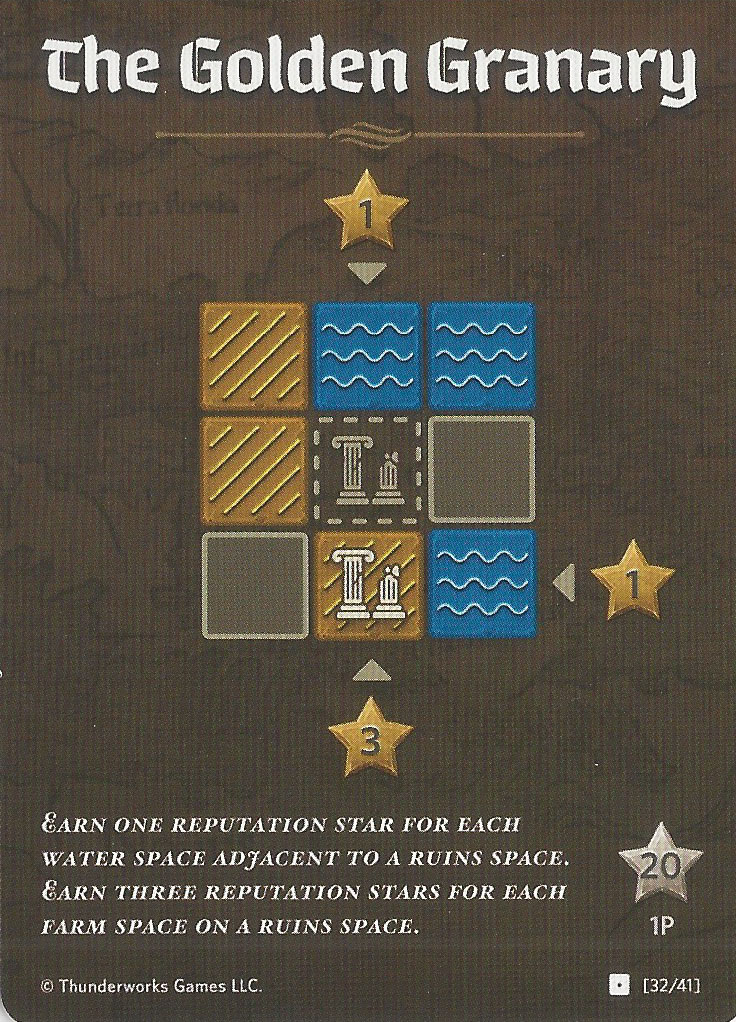 The Golden Granary
1
1
3
Earn one reputation star for each
water space adjacent to a ruins space.
Earn three reputation stars for each
farm space on a ruins space.
20
1P
© Thunderworks Games LLC.
[32/41]